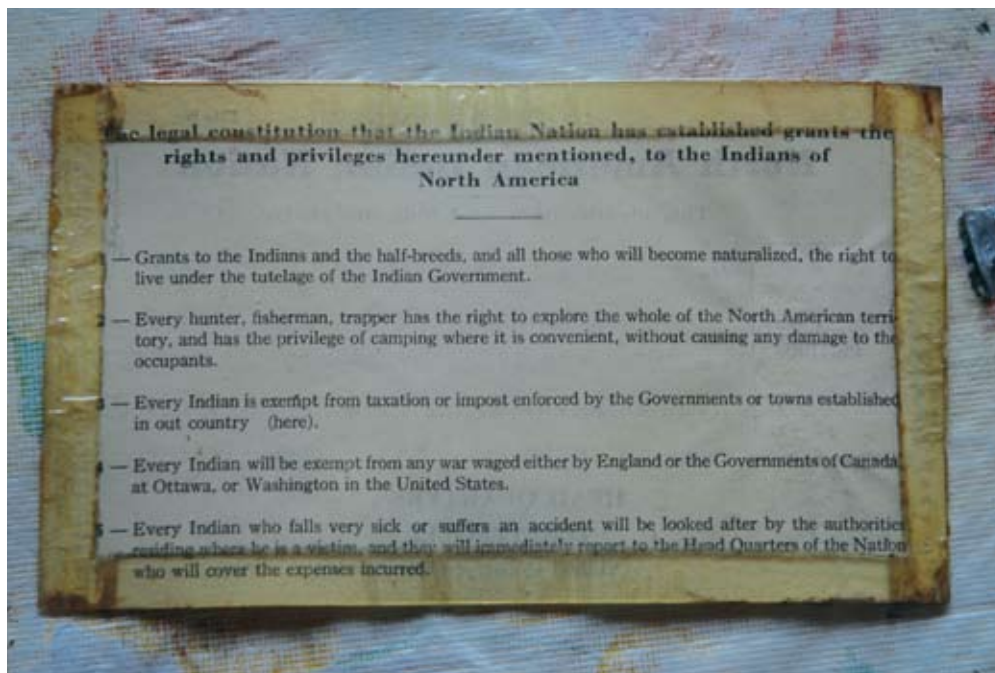 The legal constitution that the Indian Nation has established grants the
rights and privileges hereunder mentioned, to the Indians of
North America
1 — Grants to the Indians and the half-breeds, and all those who will become naturalized, the right to
live under the tutelage of the Indian Government.
2 — Every hunter, fisherman, trapper has the right to explore the whole of the North American terri-
tory, and has the privilege of camping where it is convenient, without causing any damage to the
occupants.
3 — Every Indian is exempt from taxation or impost enforced by the Governments or towns established
in out country (here).
4 — Every Indian will be exempt from any war waged either by England or the Governments of Canada
at Ottawa, or Washington in the United States.
5 — Every Indian who falls very sick or suffers an accident will be looked after by the authorities
residing where he is a victim, and they will immediately report to the Head Quarters of the Nation
who will cover the expenses incurred.